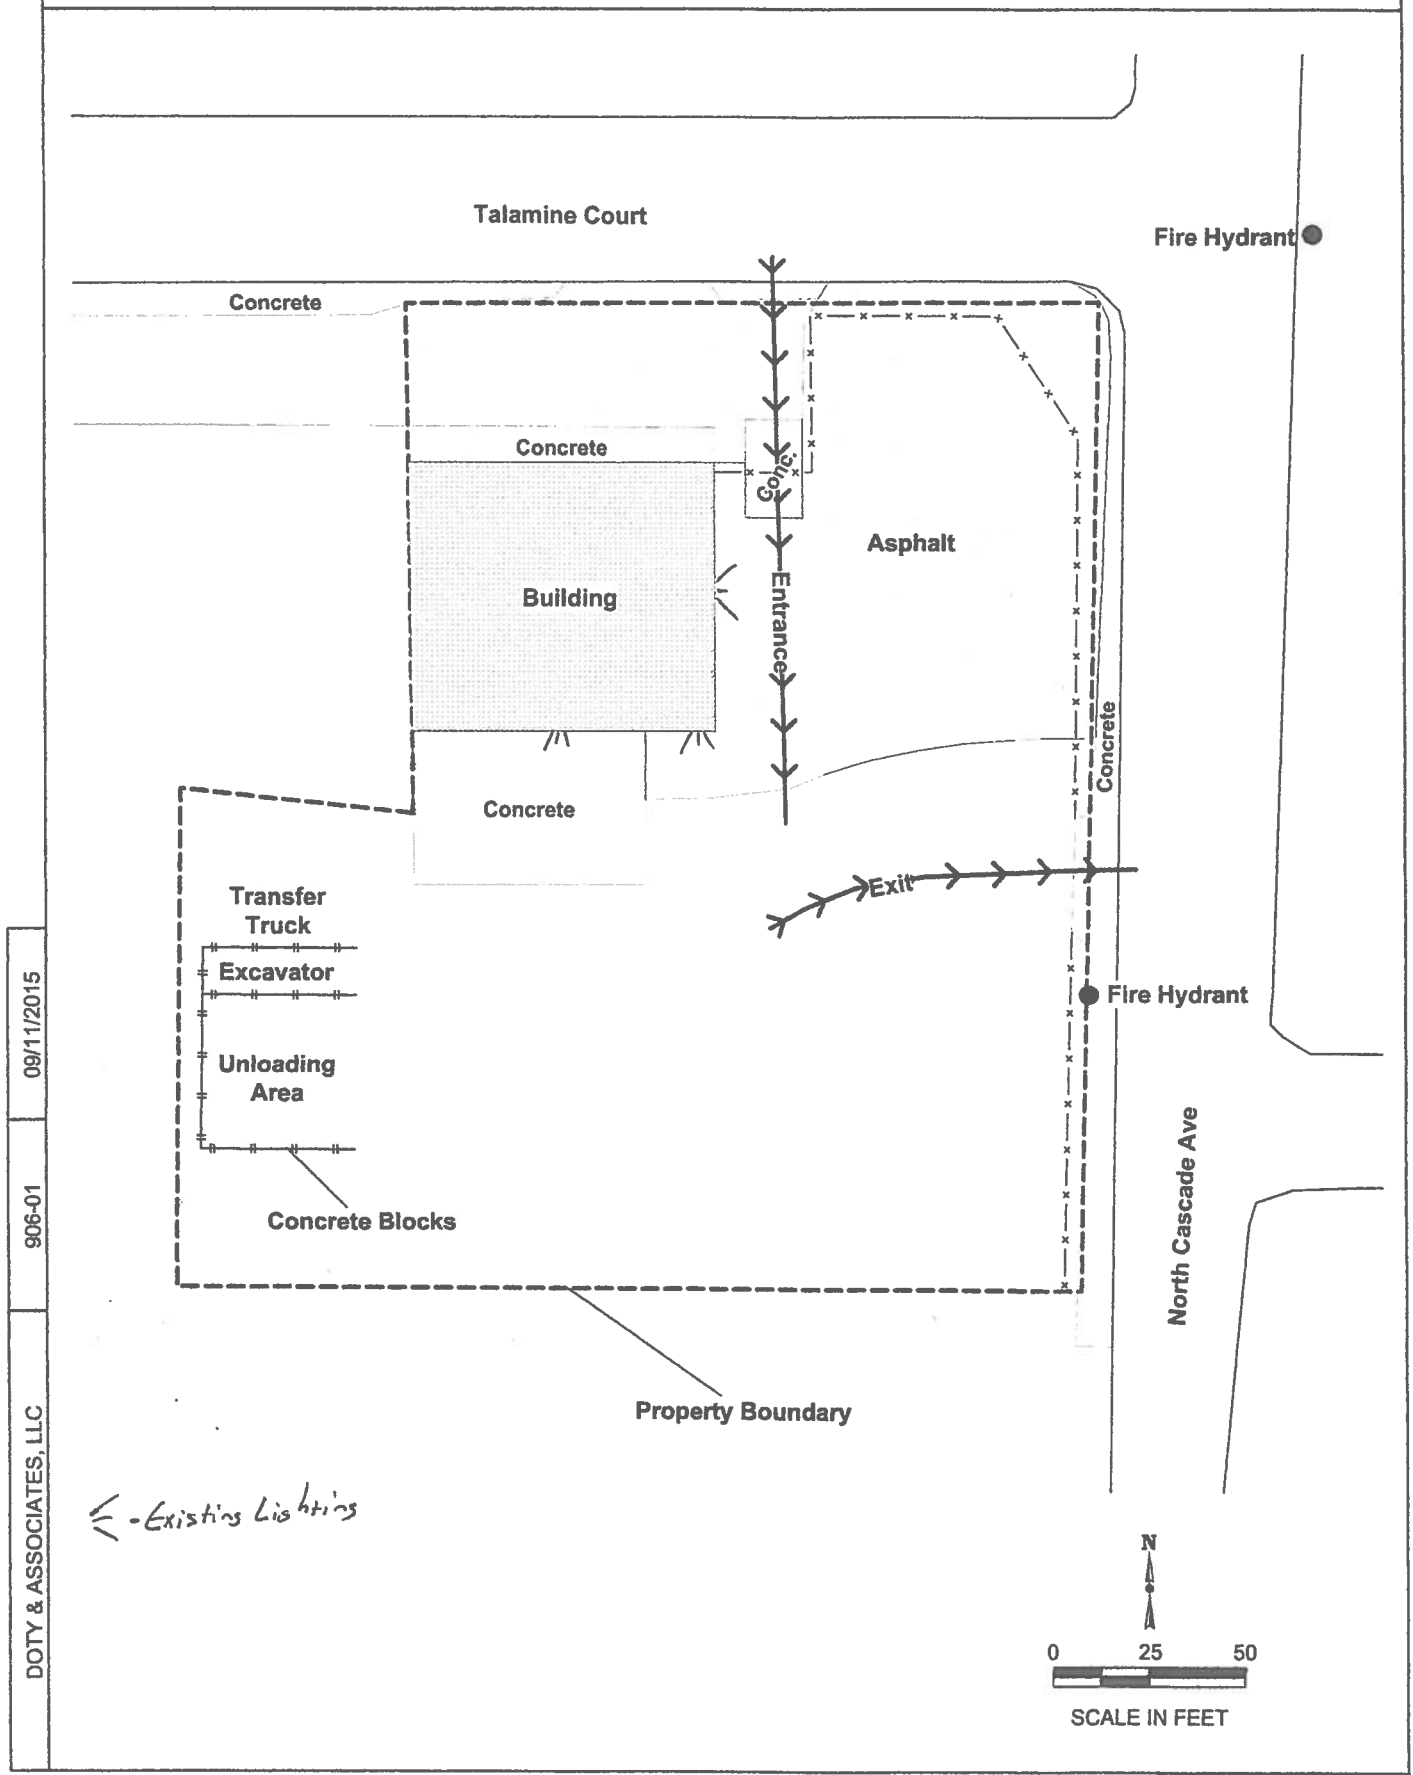 Talamine Court
Fire Hydrant
Concrete
Concrete
Conc.
Asphalt
Building
Entrance
Concrete
Concrete
Exit
Transfer
Truck
Excavator
Fire Hydrant
Unloading
Area
Concrete Blocks
North Cascade Ave
Property Boundary
09/11/2015
906-01
DOTY & ASSOCIATES, LLC
- Existing Lighting
N
0 25 50
SCALE IN FEET